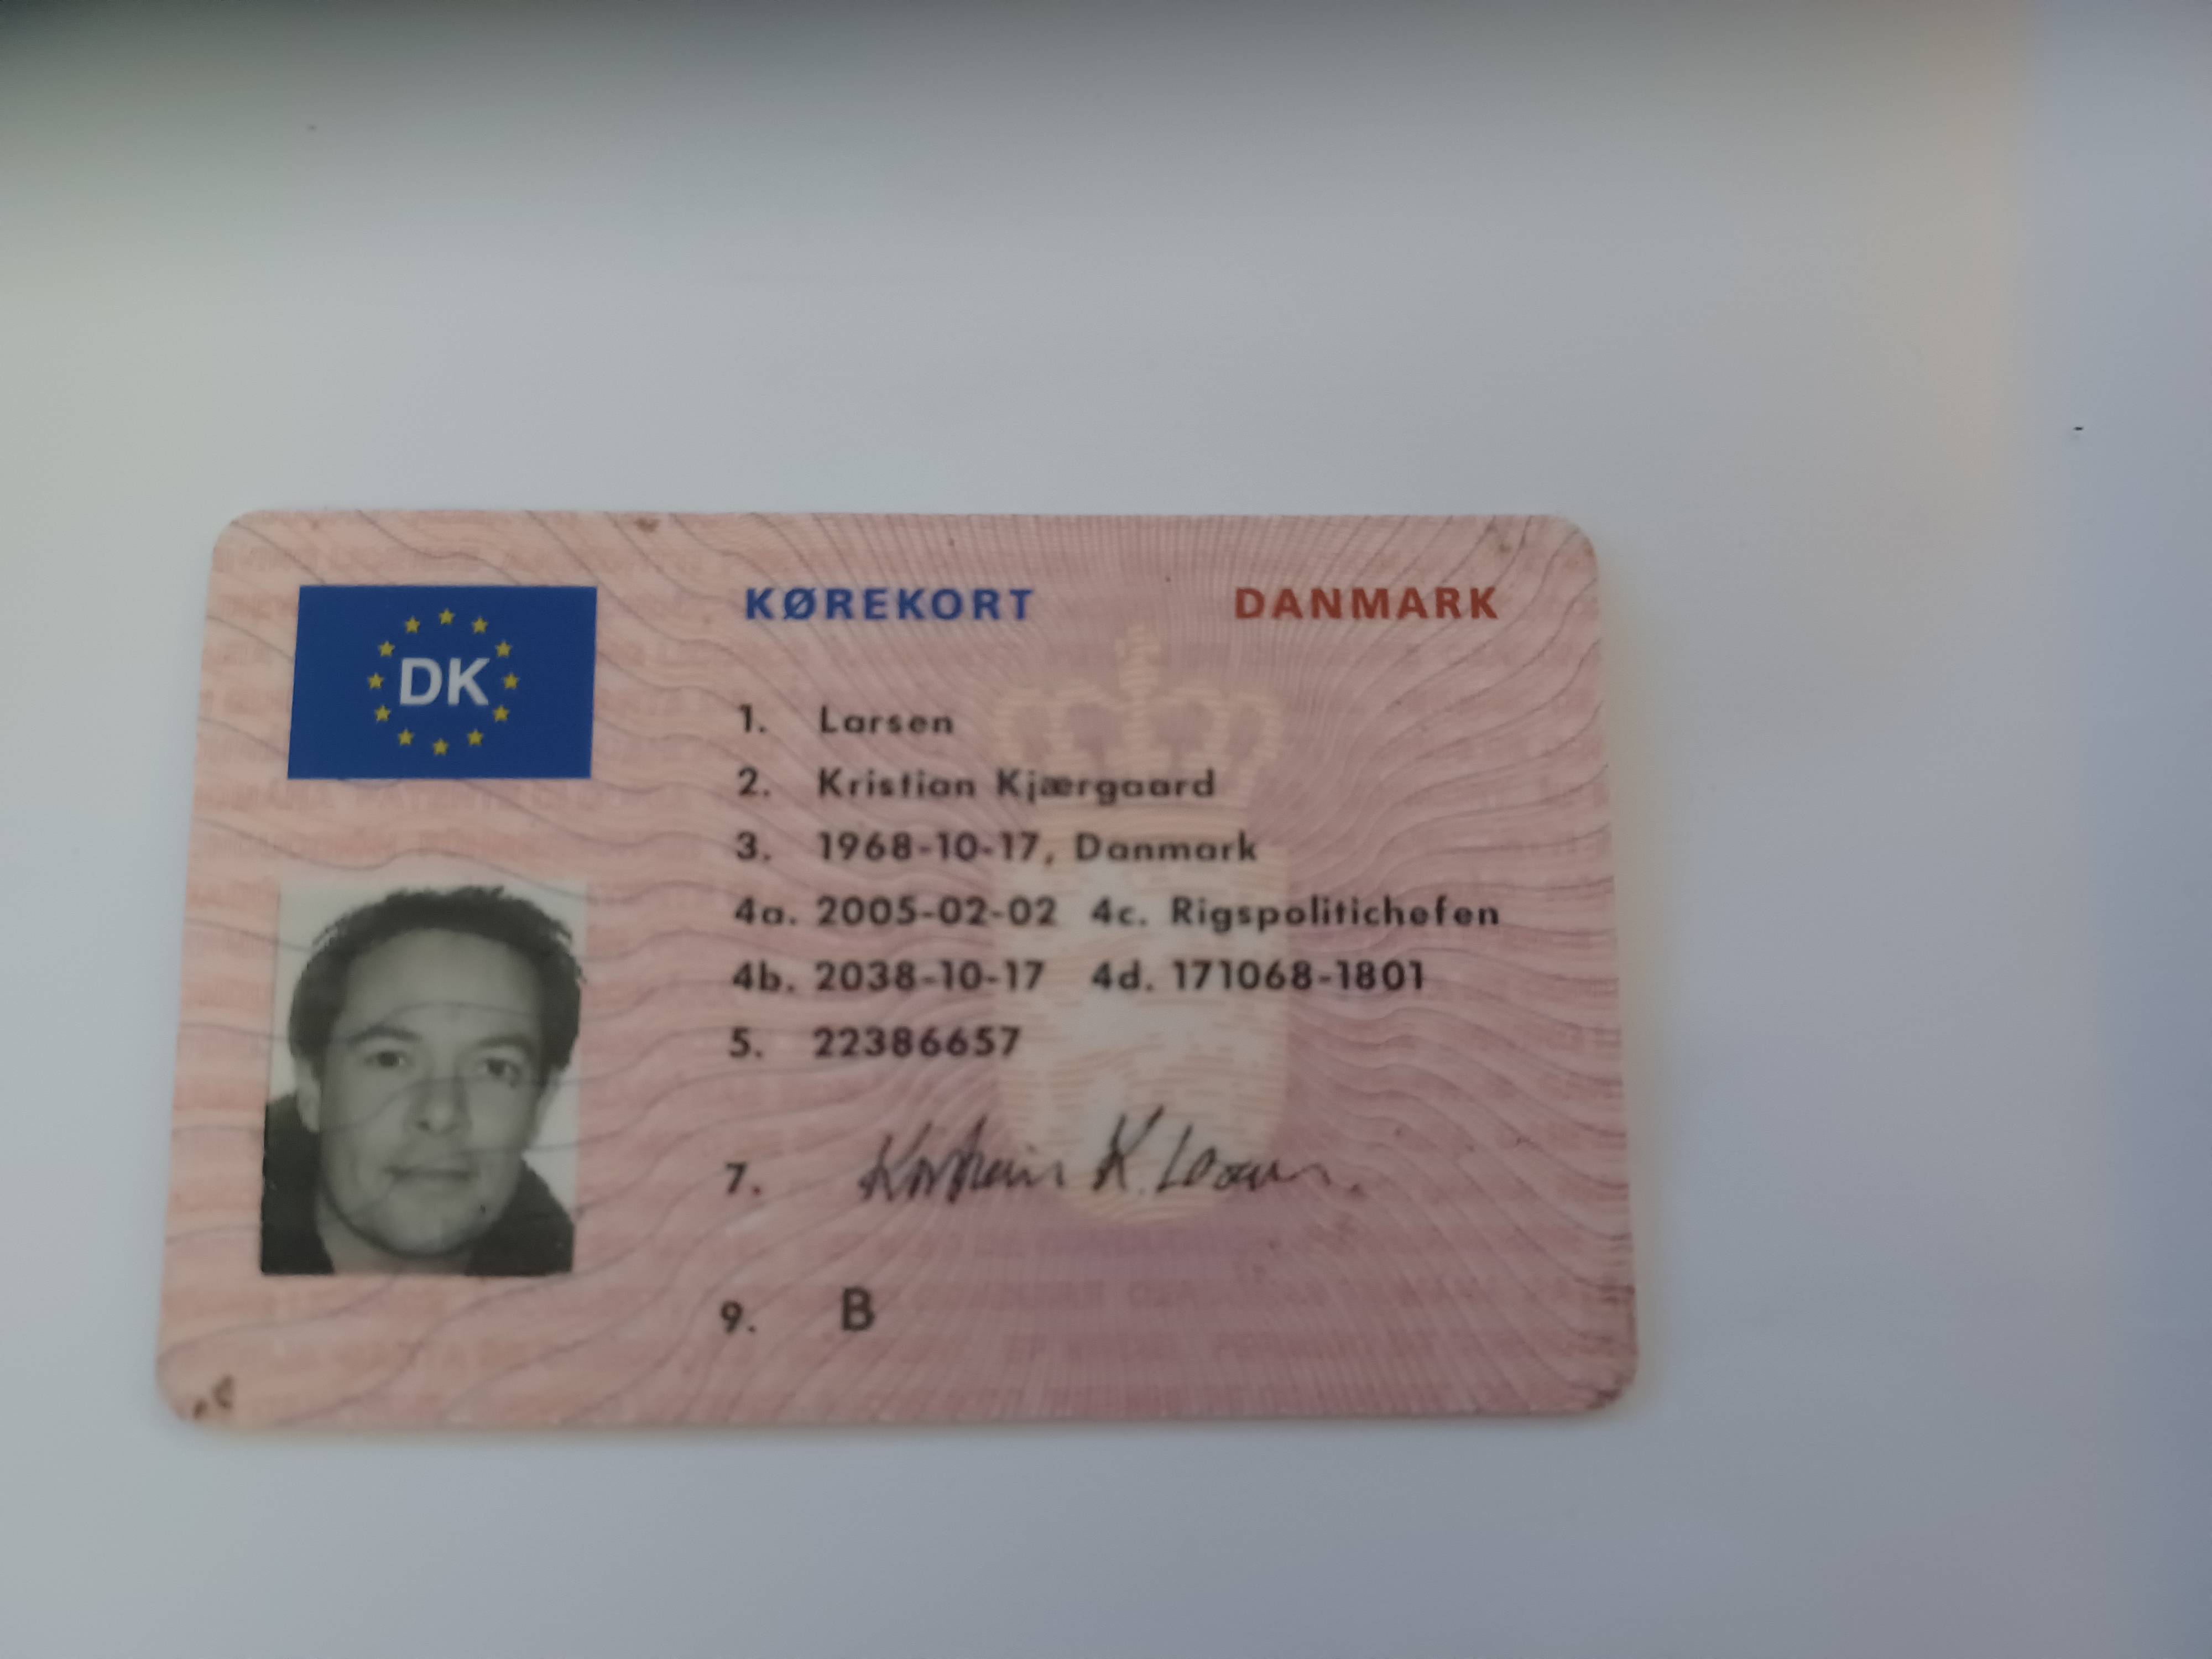 DK
KØREKORT DANMARK
1. Larsen
2. Kristian Kjærgaard
3. 1968-10-17, Danmark
4a. 2005-02-02 4c. Rigspolitichefen
4b. 2038-10-17 4d. 171068-1801
5. 22386657
7. K. Larsen
9. B